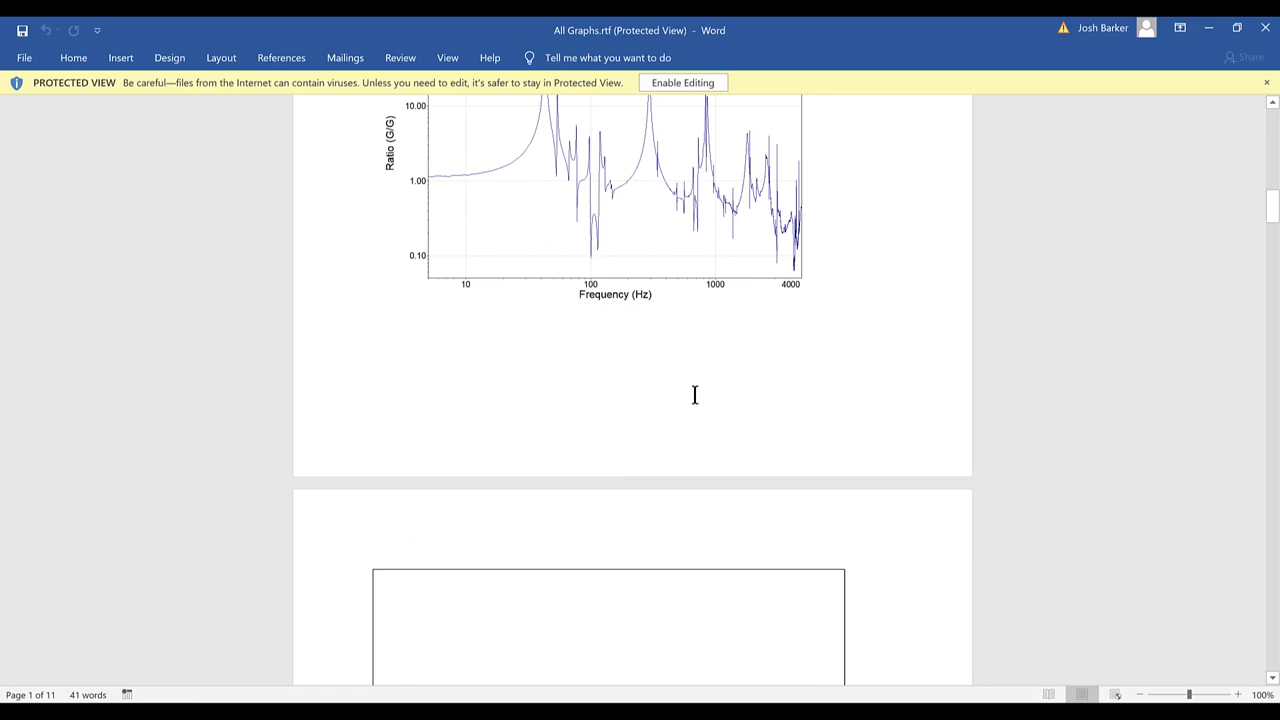 All Graphs.rtf (Protected View) - Word
Josh Barker
File Home Insert Design Layout References Mailings Review View Help Tell me what you want to do Share
PROTECTED VIEW Be careful—files from the Internet can contain viruses. Unless you need to edit, it's safer to stay in Protected View. Enable Editing
10.00
Ratio (G/G)
1.00
0.10
10 100 1000 4000
Frequency (Hz)
Page 1 of 11 41 words 100%